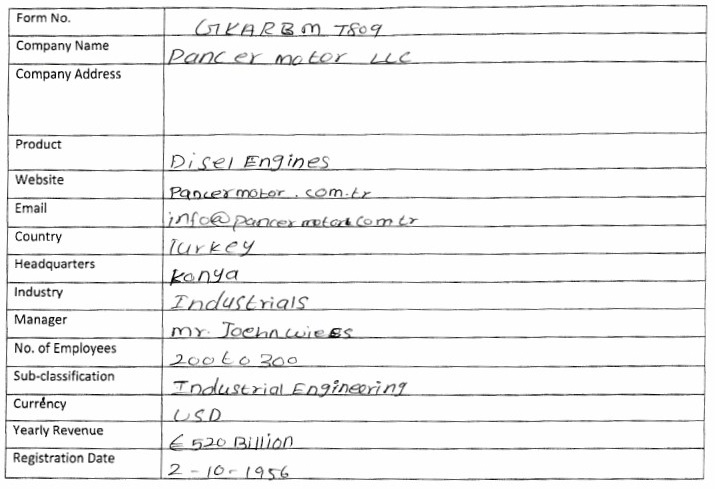 Form No. GKARBM T809
Company Name Pancer motor LLC
Company Address
Product Disel Engines
Website Pancermotor.com.tr
Email info@pancermotor.com.tr
Country Turkey
Headquarters Konya
Industry Industrials
Manager mr. Joehn wiees
No. of Employees 200 to 300
Sub-classification Industrial Engineering
Currency USD
Yearly Revenue € 520 Billion
Registration Date 2-10-1956